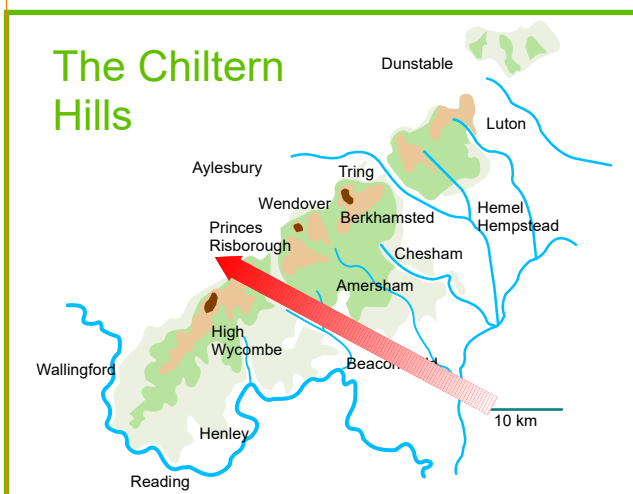 The Chiltern
Hills
Dunstable
Luton
Aylesbury
Tring
Wendover
Berkhamsted
Hemel
Hempstead
Princes
Risborough
Chesham
Amersham
High
Wycombe
Wallingford
10 km
Henley
Reading